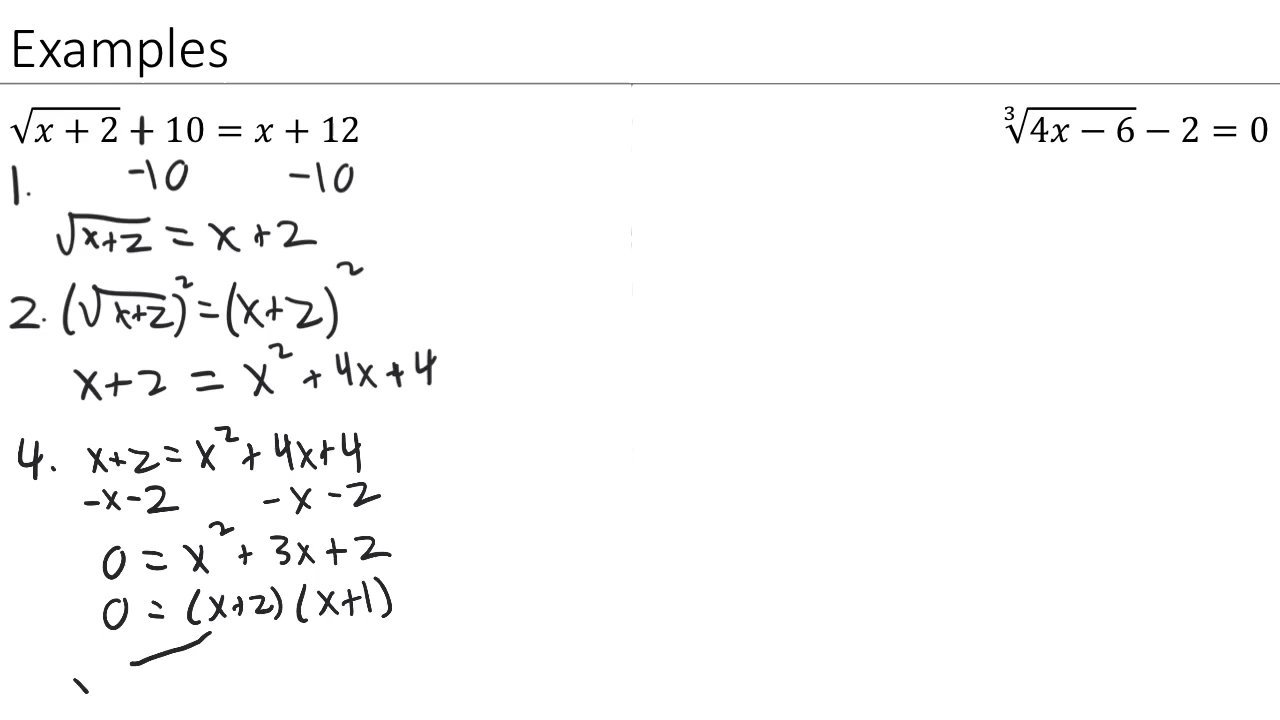 Examples
√(x + 2) + 10 = x + 12
∛(4x − 6) − 2 = 0
1. -10 -10
√(x+2) = x + 2
2. (√(x+2))² = (x+2)²
x+2 = x² + 4x + 4
4. x+2 = x² + 4x+4
-x-2 -x-2
0 = x² + 3x + 2
0 = (x+2)(x+1)